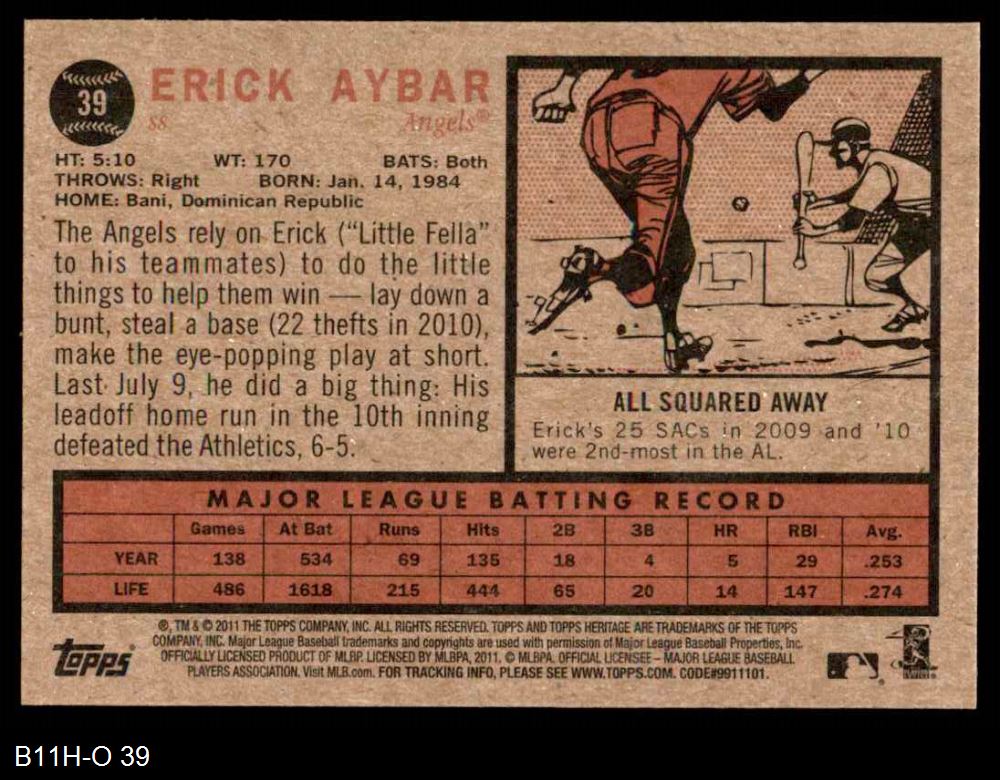 39
ERICK AYBAR
SS
Angels®
HT: 5:10 WT: 170 BATS: Both
THROWS: Right BORN: Jan. 14, 1984
HOME: Bani, Dominican Republic
The Angels rely on Erick ("Little Fella"
to his teammates) to do the little
things to help them win — lay down a
bunt, steal a base (22 thefts in 2010),
make the eye-popping play at short.
Last July 9, he did a big thing: His
leadoff home run in the 10th inning
defeated the Athletics, 6-5.
ALL SQUARED AWAY
Erick's 25 SACs in 2009 and '10
were 2nd-most in the AL.
MAJOR LEAGUE BATTING RECORD
Games At Bat Runs Hits 2B 3B HR RBI Avg.
YEAR 138 534 69 135 18 4 5 29 .253
LIFE 486 1618 215 444 65 20 14 147 .274
®, TM & © 2011 THE TOPPS COMPANY, INC. ALL RIGHTS RESERVED. TOPPS AND TOPPS HERITAGE ARE TRADEMARKS OF THE TOPPS
COMPANY, INC. Major League Baseball trademarks and copyrights are used with permission of Major League Baseball Properties, Inc.
OFFICIALLY LICENSED PRODUCT OF MLBP. LICENSED BY MLBPA, 2011. © MLBPA. OFFICIAL LICENSEE – MAJOR LEAGUE BASEBALL
PLAYERS ASSOCIATION. Visit MLB.com. FOR TRACKING INFO, PLEASE SEE WWW.TOPPS.COM. CODE#9911101.
topps
B11H-O 39